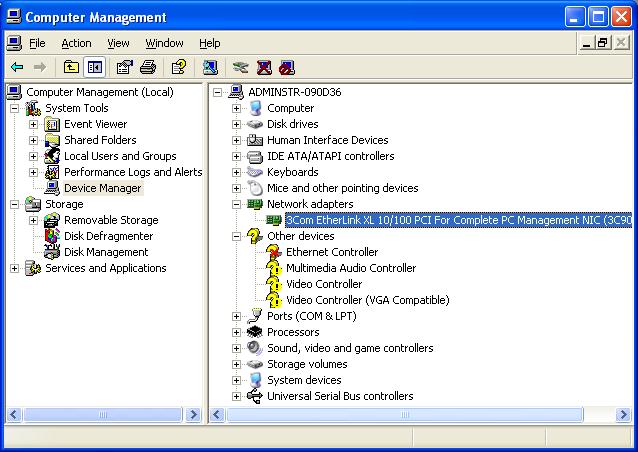 Computer Management
File Action View Window Help
Computer Management (Local)
System Tools
Event Viewer
Shared Folders
Local Users and Groups
Performance Logs and Alerts
Device Manager
Storage
Removable Storage
Disk Defragmenter
Disk Management
Services and Applications
ADMINSTR-090D36
Computer
Disk drives
Human Interface Devices
IDE ATA/ATAPI controllers
Keyboards
Mice and other pointing devices
Network adapters
3Com EtherLink XL 10/100 PCI For Complete PC Management NIC (3C90
Other devices
Ethernet Controller
Multimedia Audio Controller
Video Controller
Video Controller (VGA Compatible)
Ports (COM & LPT)
Processors
Sound, video and game controllers
Storage volumes
System devices
Universal Serial Bus controllers